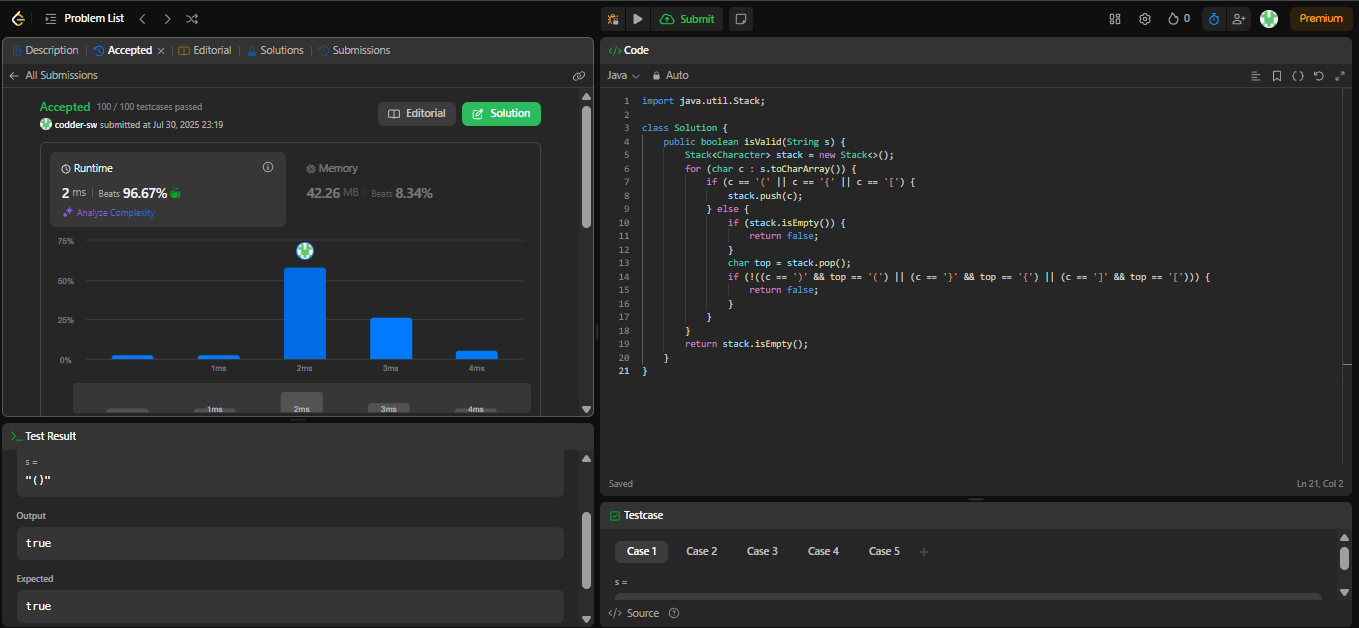 Problem List
Submit
0
Premium
Description
Accepted
Editorial
Solutions
Submissions
All Submissions
Accepted 100 / 100 testcases passed
codder-sw submitted at Jul 30, 2025 23:19
Editorial
Solution
Runtime
2 ms Beats 96.67%
Analyze Complexity
Memory
42.26 MB Beats 8.34%
75%
50%
25%
0%
1ms 2ms 3ms 4ms
1ms 2ms 3ms 4ms
>_ Test Result
s =
"()"
Output
true
Expected
true
</> Code
Java Auto
1 import java.util.Stack;
2
3 class Solution {
4     public boolean isValid(String s) {
5         Stack<Character> stack = new Stack<>();
6         for (char c : s.toCharArray()) {
7             if (c == '(' || c == '{' || c == '[') {
8                 stack.push(c);
9             } else {
10                 if (stack.isEmpty()) {
11                     return false;
12                 }
13                 char top = stack.pop();
14                 if (!((c == ')' && top == '(') || (c == '}' && top == '{') || (c == ']' && top == '['))) {
15                     return false;
16                 }
17             }
18         }
19         return stack.isEmpty();
20     }
21 }
Saved
Ln 21, Col 2
Testcase
Case 1 Case 2 Case 3 Case 4 Case 5 +
s =
</> Source